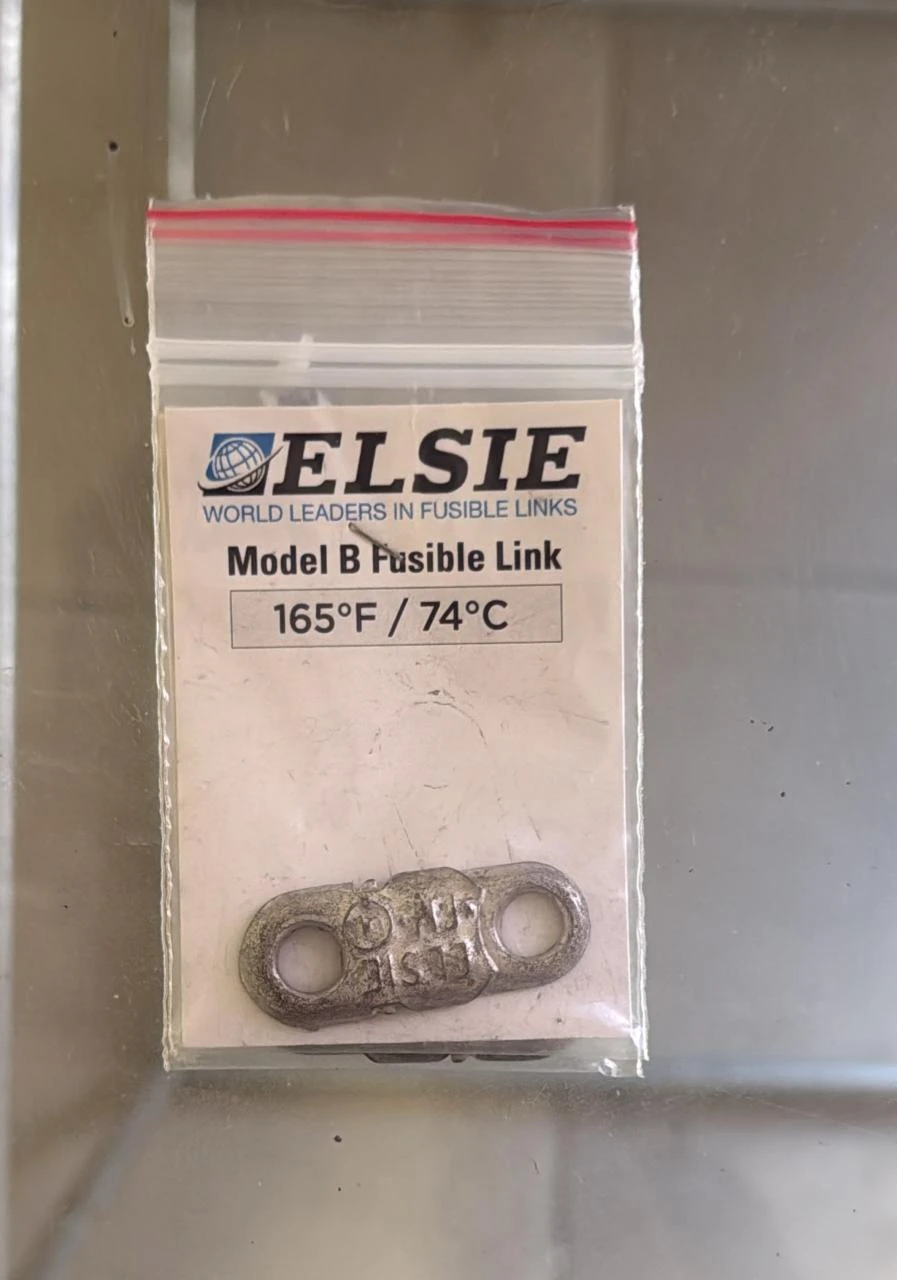 ELSIE
WORLD LEADERS IN FUSIBLE LINKS
Model B Fusible Link
165°F / 74°C
ELSIE